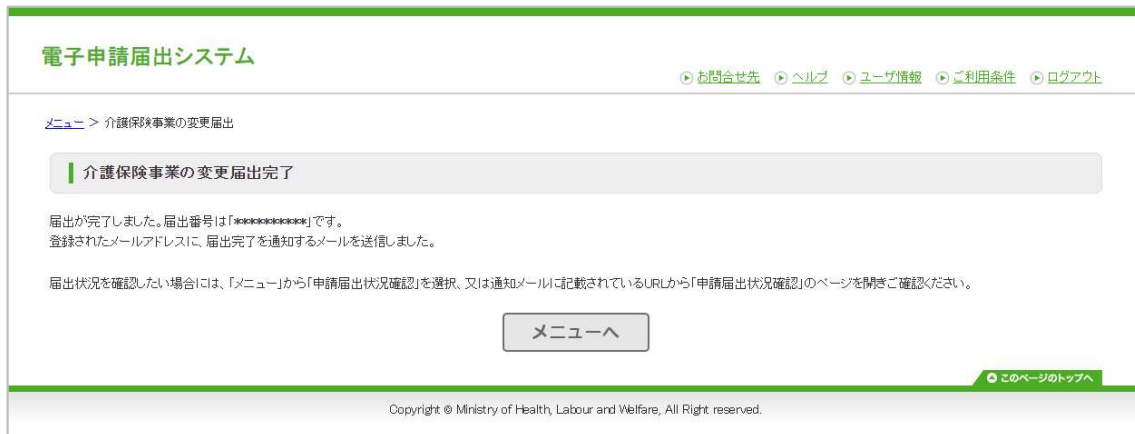 電子申請届出システム
お問合せ先 ヘルプ ユーザ情報 ご利用条件 ログアウト
メニュー > 介護保険事業の変更届出
介護保険事業の変更届出完了
届出が完了しました。届出番号は「***********」です。
登録されたメールアドレスに、届出完了を通知するメールを送信しました。
届出状況を確認したい場合には、「メニュー」から「申請届出状況確認」を選択、又は通知メールに記載されているURLから「申請届出状況確認」のページを開きご確認ください。
メニューへ
このページのトップへ
Copyright © Ministry of Health, Labour and Welfare, All Right reserved.